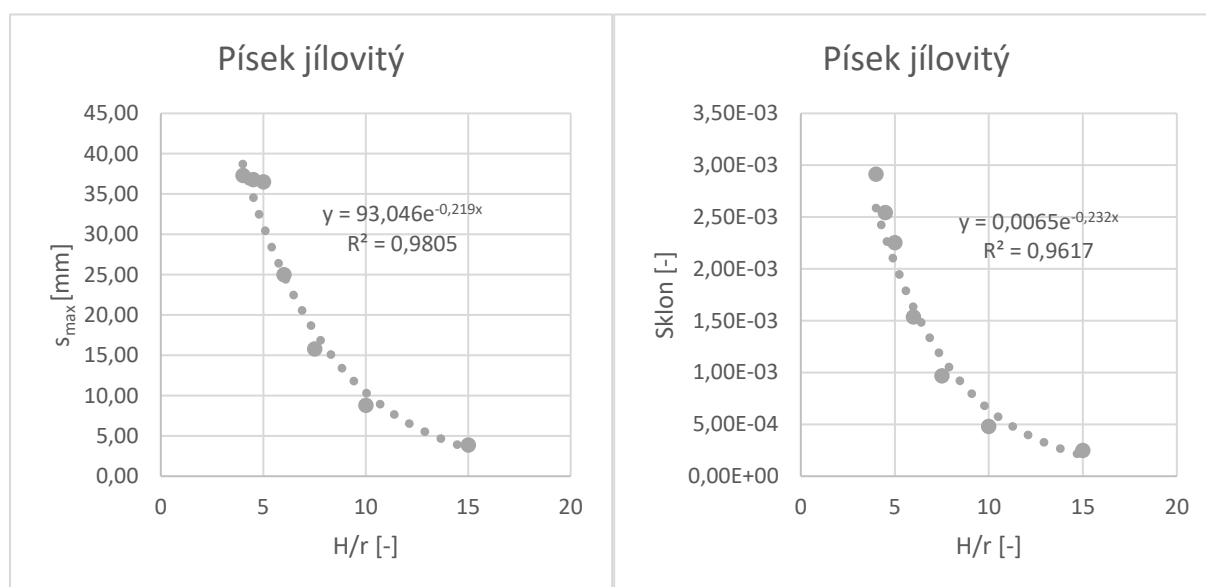 Písek jílovitý
45,00
40,00
35,00
30,00
25,00
20,00
15,00
10,00
5,00
0,00
s_max [mm]
y = 93,046e^-0,219x
R² = 0,9805
0
5
10
15
20
H/r [-]
Písek jílovitý
3,50E-03
3,00E-03
2,50E-03
2,00E-03
1,50E-03
1,00E-03
5,00E-04
0,00E+00
Sklon [-]
y = 0,0065e^-0,232x
R² = 0,9617
0
5
10
15
20
H/r [-]